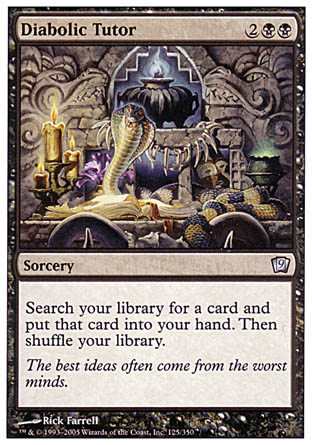 Diabolic Tutor 2
Sorcery 9
Search your library for a card and
put that card into your hand. Then
shuffle your library.
The best ideas often come from the worst
minds.
Rick Farrell
™ & © 1993–2005 Wizards of the Coast, Inc. 125/350